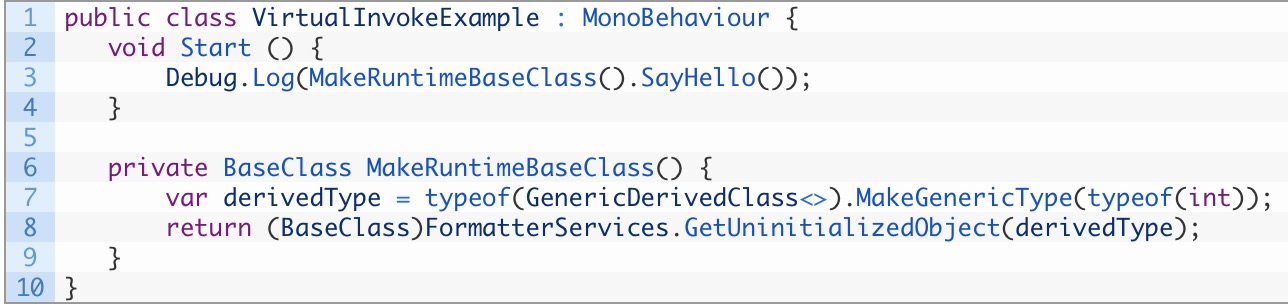 1 public class VirtualInvokeExample : MonoBehaviour {
2    void Start () {
3        Debug.Log(MakeRuntimeBaseClass().SayHello());
4    }
5
6    private BaseClass MakeRuntimeBaseClass() {
7        var derivedType = typeof(GenericDerivedClass<>).MakeGenericType(typeof(int));
8        return (BaseClass)FormatterServices.GetUninitializedObject(derivedType);
9    }
10 }